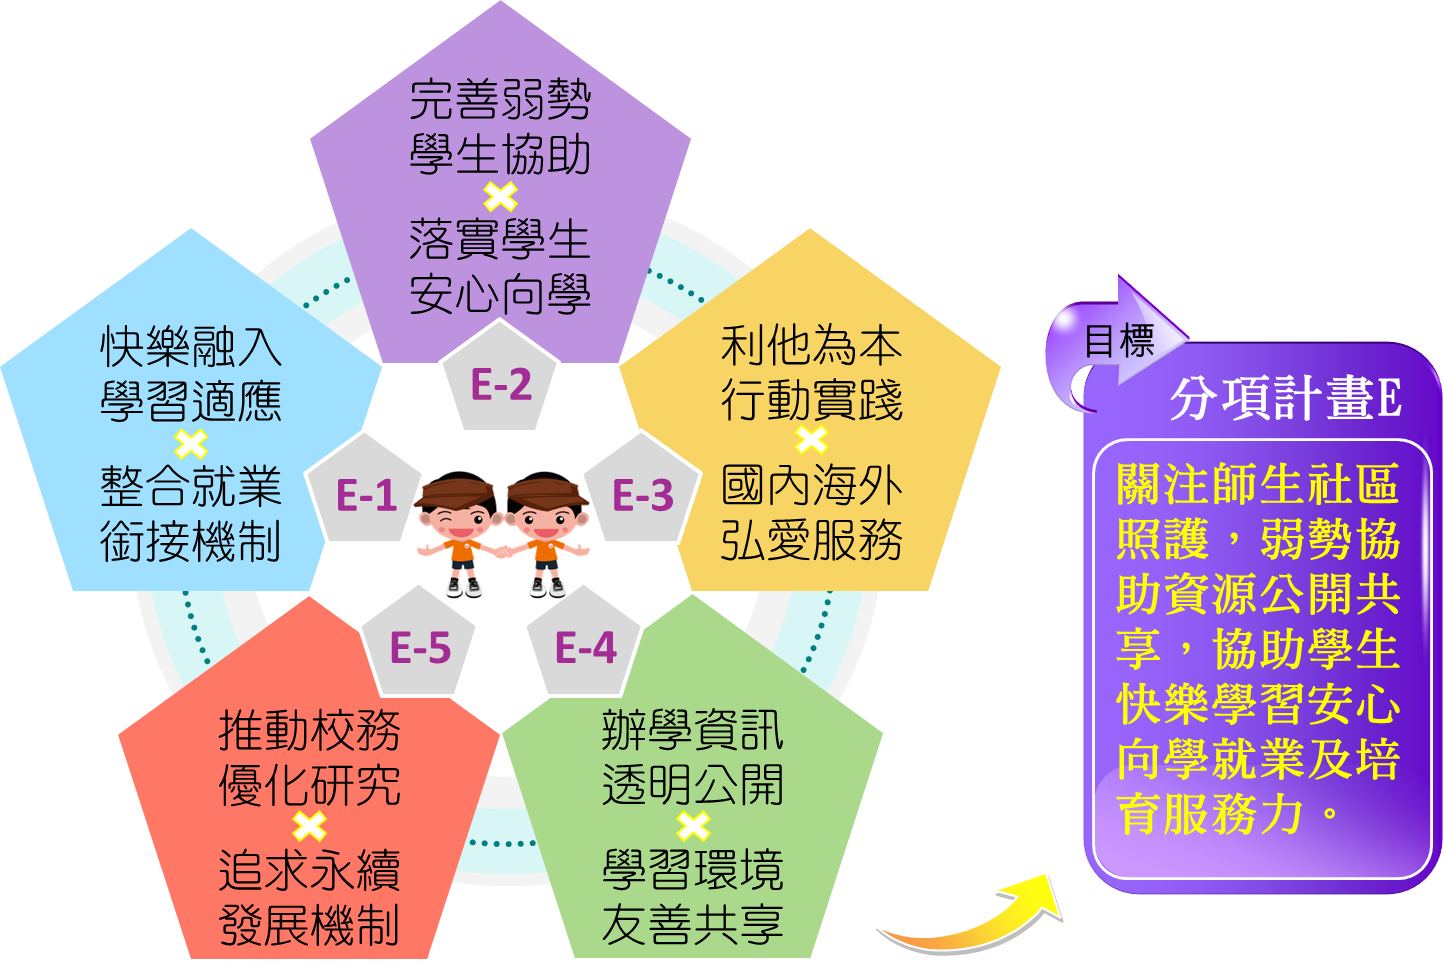 完善弱勢
學生協助
落實學生
安心向學
E-2
快樂融入
學習適應
整合就業
銜接機制
E-1
利他為本
行動實踐
國內海外
弘愛服務
E-3
推動校務
優化研究
追求永續
發展機制
E-5
辦學資訊
透明公開
學習環境
友善共享
E-4
目標
分項計畫E
關注師生社區
照護，弱勢協
助資源公開共
享，協助學生
快樂學習安心
向學就業及培
育服務力。